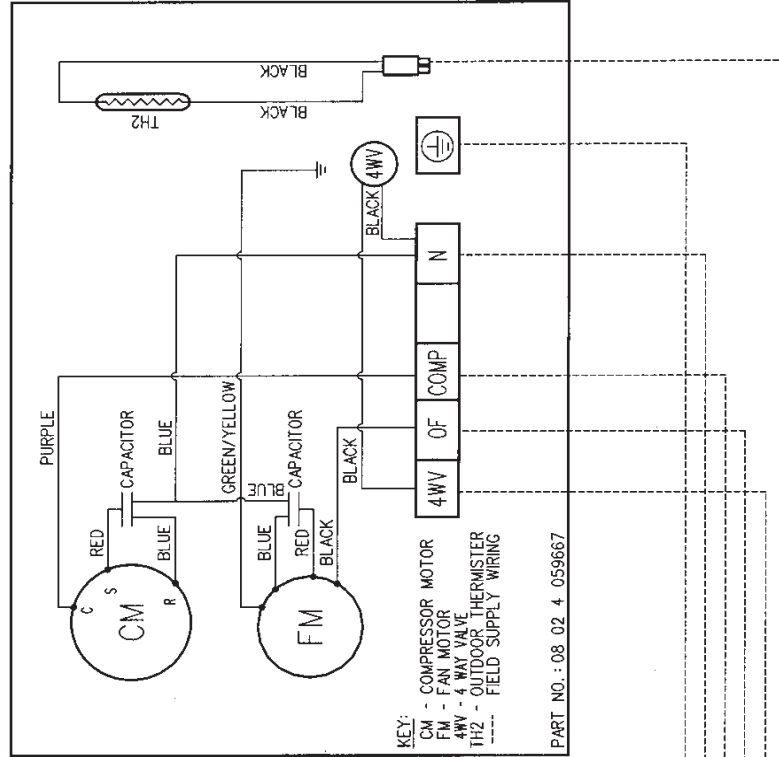 BLACK
BLACK
TH2
4WV
BLACK
N
COMP
OF
4WV
PURPLE
CAPACITOR
BLUE
GREEN/YELLOW
BLUE
CAPACITOR
BLACK
RED
BLUE
BLUE
RED
BLACK
C
S
R
CM
FM
KEY:
CM - COMPRESSOR MOTOR
FM - FAN MOTOR
4WV - 4 WAY VALVE
TH2 - OUTDOOR THERMISTER
---- FIELD SUPPLY WIRING
PART NO.: 08 02 4 059667